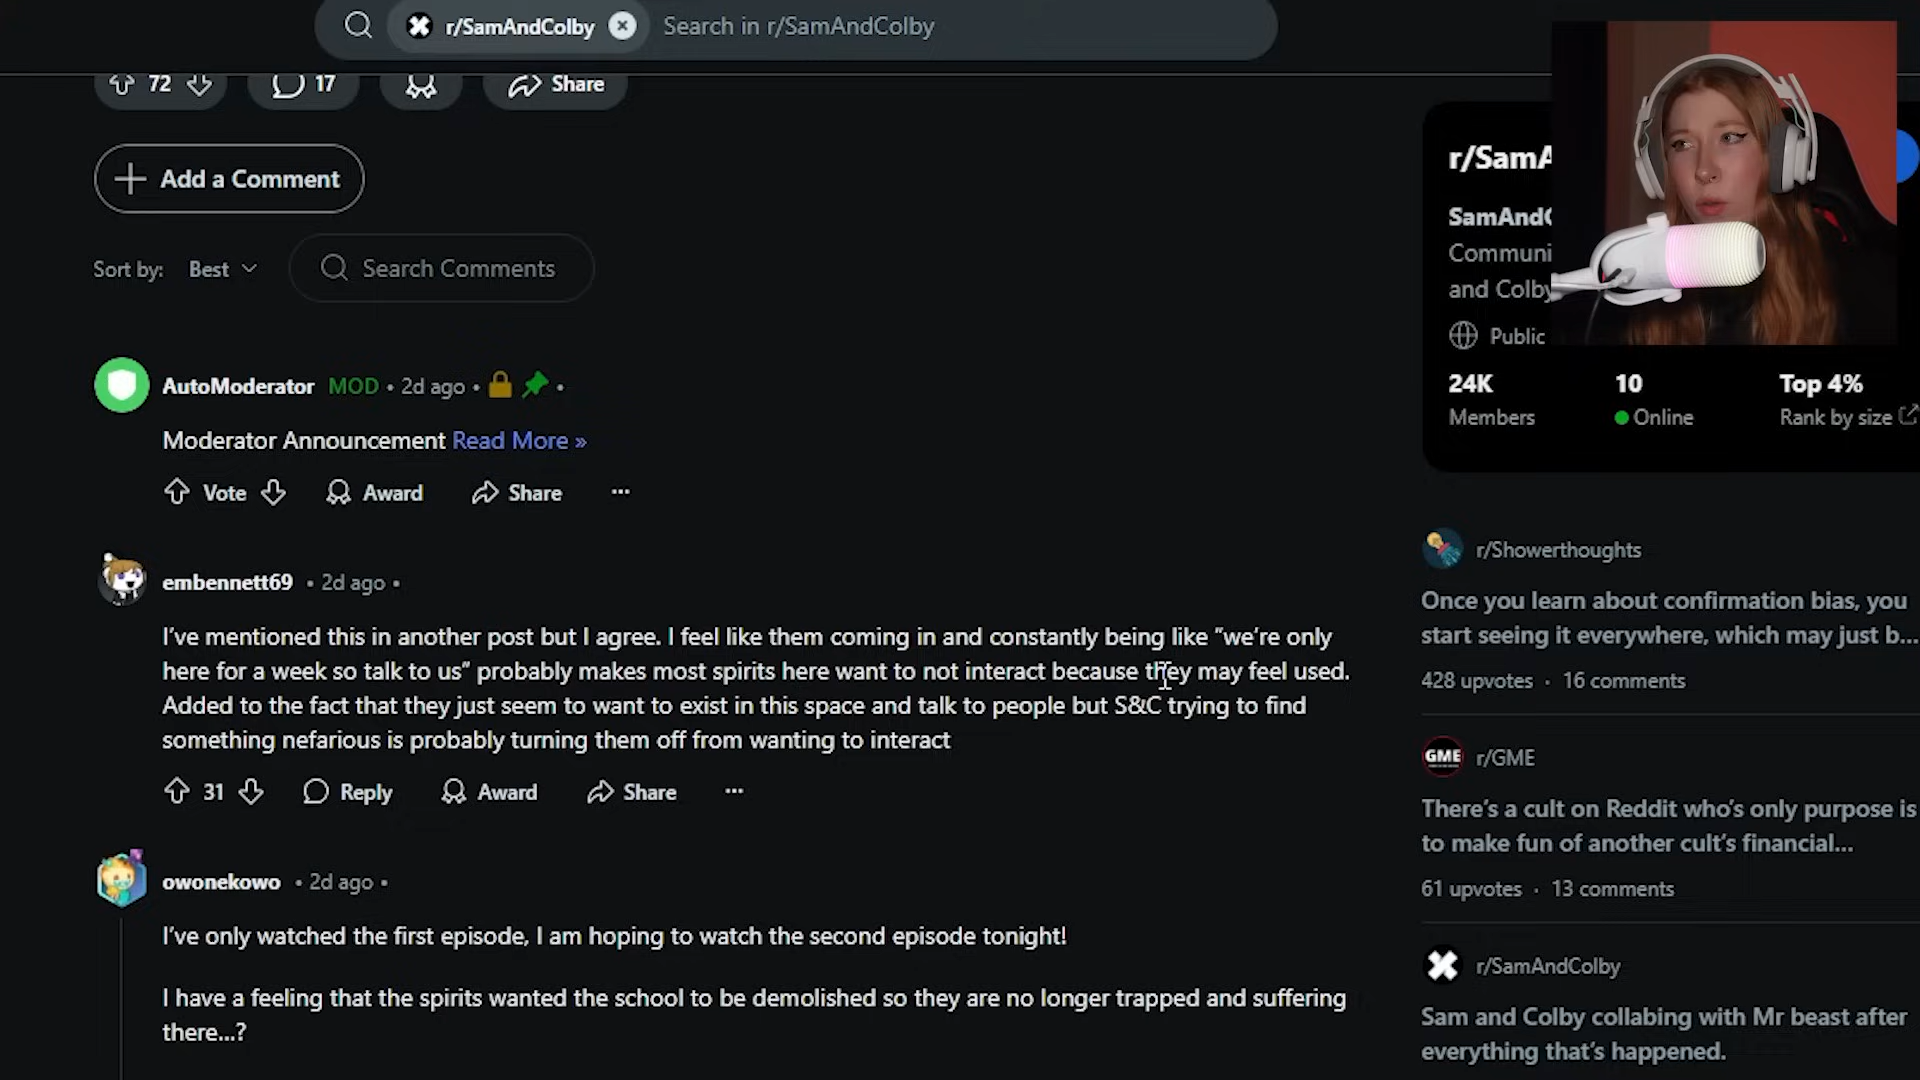 r/SamAndColby
Search in r/SamAndColby
72
17
Share
Add a Comment
Sort by: Best
Search Comments
AutoModerator MOD • 2d ago •
Moderator Announcement Read More »
Vote
Award
Share
...
embennett69 • 2d ago •
I've mentioned this in another post but I agree. I feel like them coming in and constantly being like "we're only
here for a week so talk to us" probably makes most spirits here want to not interact because they may feel used.
Added to the fact that they just seem to want to exist in this space and talk to people but S&C trying to find
something nefarious is probably turning them off from wanting to interact
31
Reply
Award
Share
...
owonekowo • 2d ago •
I've only watched the first episode, I am hoping to watch the second episode tonight!
I have a feeling that the spirits wanted the school to be demolished so they are no longer trapped and suffering
there...?
r/SamA
SamAndC
Communi
and Colby
Public
24K
Members
10
Online
Top 4%
Rank by size
r/Showerthoughts
Once you learn about confirmation bias, you
start seeing it everywhere, which may just b...
428 upvotes · 16 comments
GME
r/GME
There's a cult on Reddit who's only purpose is
to make fun of another cult's financial...
61 upvotes · 13 comments
r/SamAndColby
Sam and Colby collabing with Mr beast after
everything that's happened.